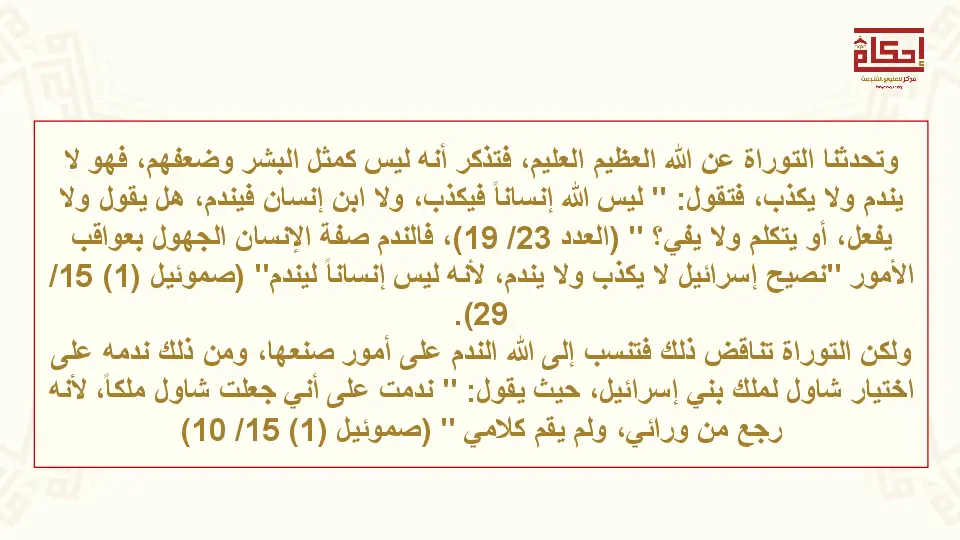 إحكام
مركز للعلوم الشرعية
وتحدثنا التوراة عن الله العظيم العليم، فتذكر أنه ليس كمثل البشر وضعفهم، فهو لا
يندم ولا يكذب، فتقول: " ليس الله إنساناً فيكذب، ولا ابن إنسان فيندم، هل يقول ولا
يفعل، أو يتكلم ولا يفي؟ " (العدد 23/ 19)، فالندم صفة الإنسان الجهول بعواقب
الأمور "نصيح إسرائيل لا يكذب ولا يندم، لأنه ليس إنساناً ليندم" (صموئيل (1) 15/
29).
ولكن التوراة تناقض ذلك فتنسب إلى الله الندم على أمور صنعها، ومن ذلك ندمه على
اختيار شاول لملك بني إسرائيل، حيث يقول: " ندمت على أني جعلت شاول ملكاً، لأنه
رجع من ورائي، ولم يقم كلامي " (صموئيل (1) 15/ 10)